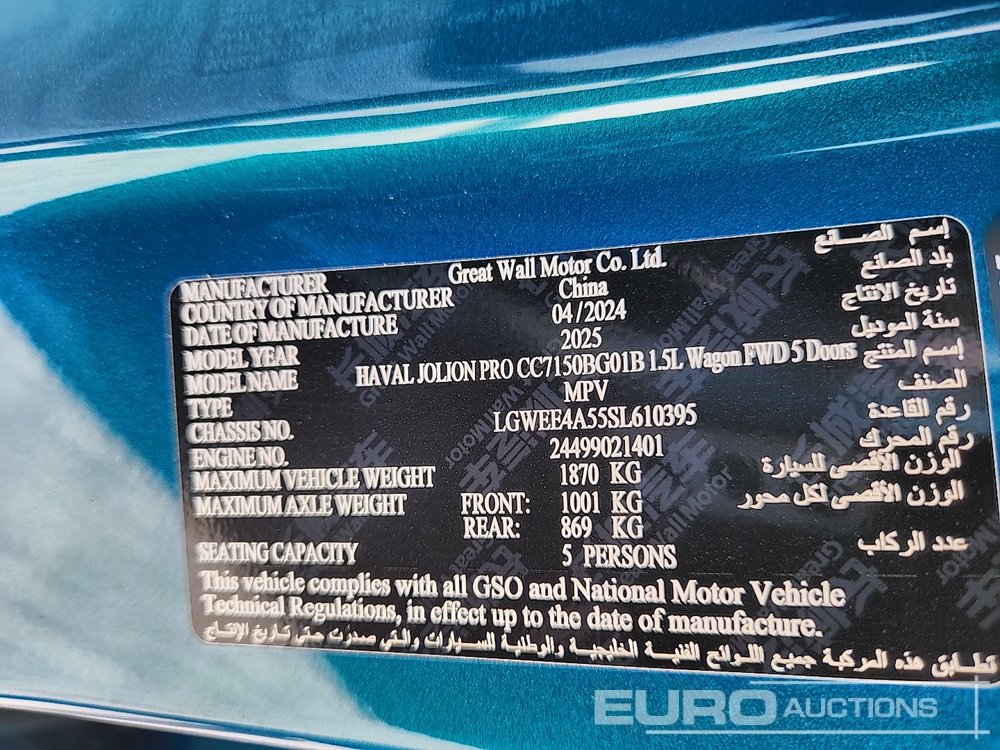 MANUFACTURER Great Wall Motor Co. Ltd. إسم الصانع
COUNTRY OF MANUFACTURER China بلد الصانع
DATE OF MANUFACTURE 04/2024 تاريخ الانتاج
MODEL YEAR 2025 سنة الموديل
MODEL NAME HAVAL JOLION PRO CC7150BG01B 1.5L Wagon FWD 5 Doors إسم المنتج
TYPE MPV الصنف
CHASSIS NO. LGWEE4A55SL610395 رقم القاعدة
ENGINE NO. 24499021401 رقم المحرك
MAXIMUM VEHICLE WEIGHT 1870 KG الوزن الأقصى للسيارة
MAXIMUM AXLE WEIGHT FRONT: 1001 KG الوزن الأقصى لكل محور
REAR: 869 KG
SEATING CAPACITY 5 PERSONS عدد الركاب
This vehicle complies with all GSO and National Motor Vehicle
Technical Regulations, in effect up to the date of manufacture.
تطابق هذه المركبة جميع اللوائح الفنية الخليجية والوطنية للسيارات والتي صدرت حتى تاريخ الإنتاج
EURO AUCTIONS